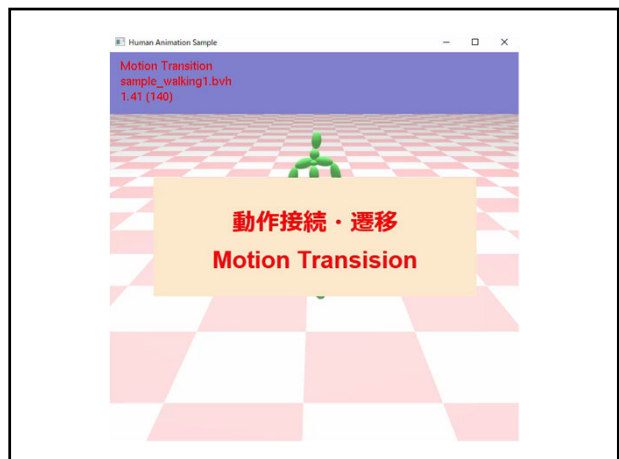 Human Animation Sample
Motion Transition
sample_walking1.bvh
1.41 (140)
動作接続・遷移
Motion Transision